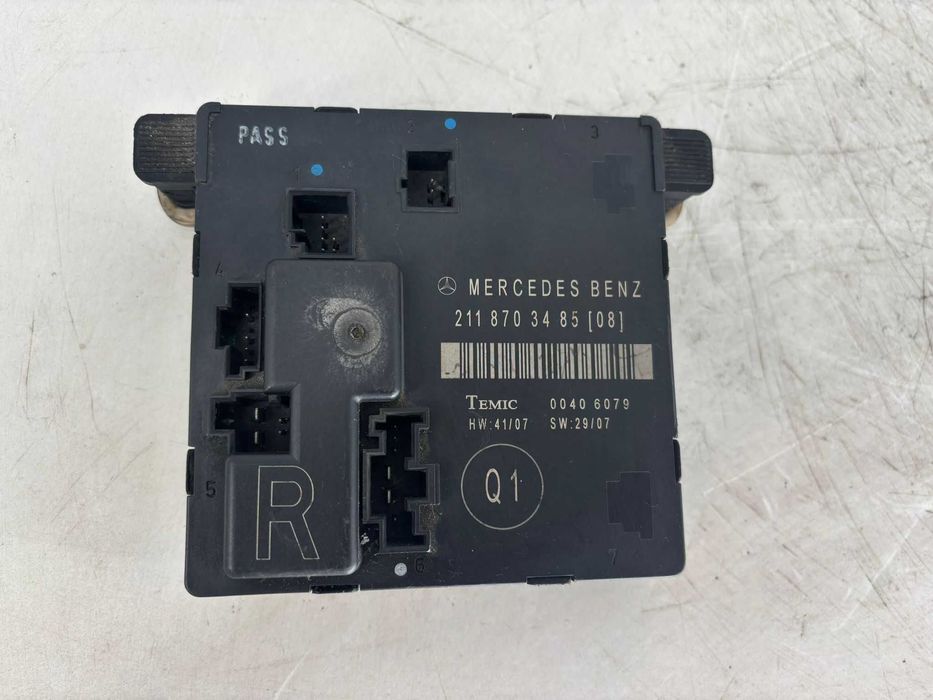 PASS
1
2
3
MERCEDES BENZ
211 870 34 85 [08]
4
TEMIC 0040 6079
HW:41/07 SW:29/07
5
R
Q1
6
7